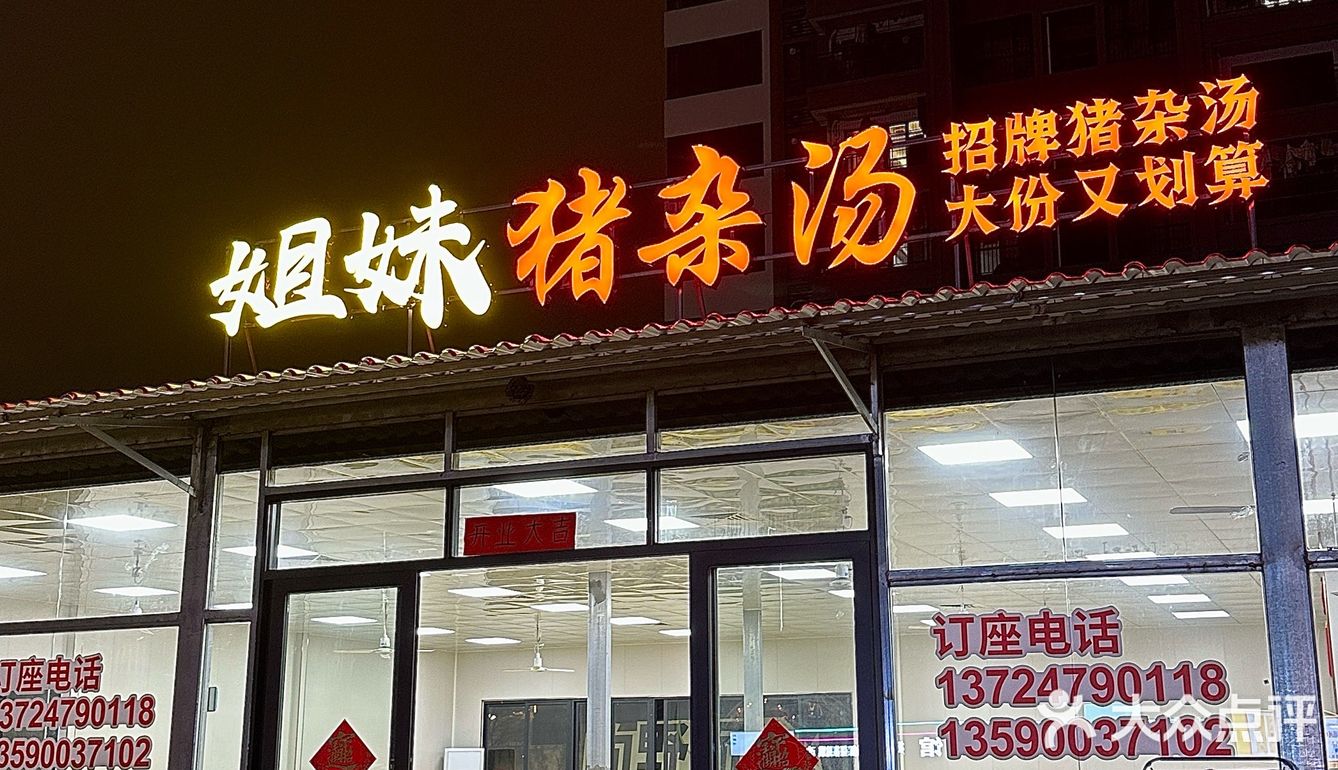 姐妹 猪杂汤
招牌猪杂汤
大份又划算
开业大吉
订座电话
13724790118
13590037102
订座电话
13724790118
13590037102
大众点评